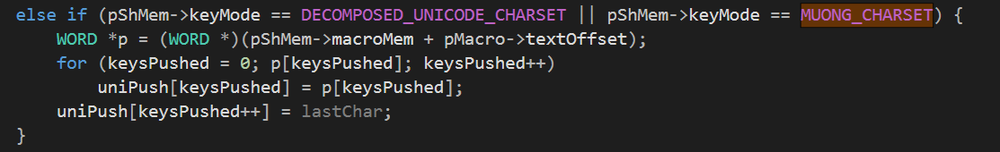 else if (pShMem->keyMode == DECOMPOSED_UNICODE_CHARSET || pShMem->keyMode == MUONG_CHARSET) {
    WORD *p = (WORD *)(pShMem->macroMem + pMacro->textOffset);
    for (keysPushed = 0; p[keysPushed]; keysPushed++)
        uniPush[keysPushed] = p[keysPushed];
    uniPush[keysPushed++] = lastChar;
}